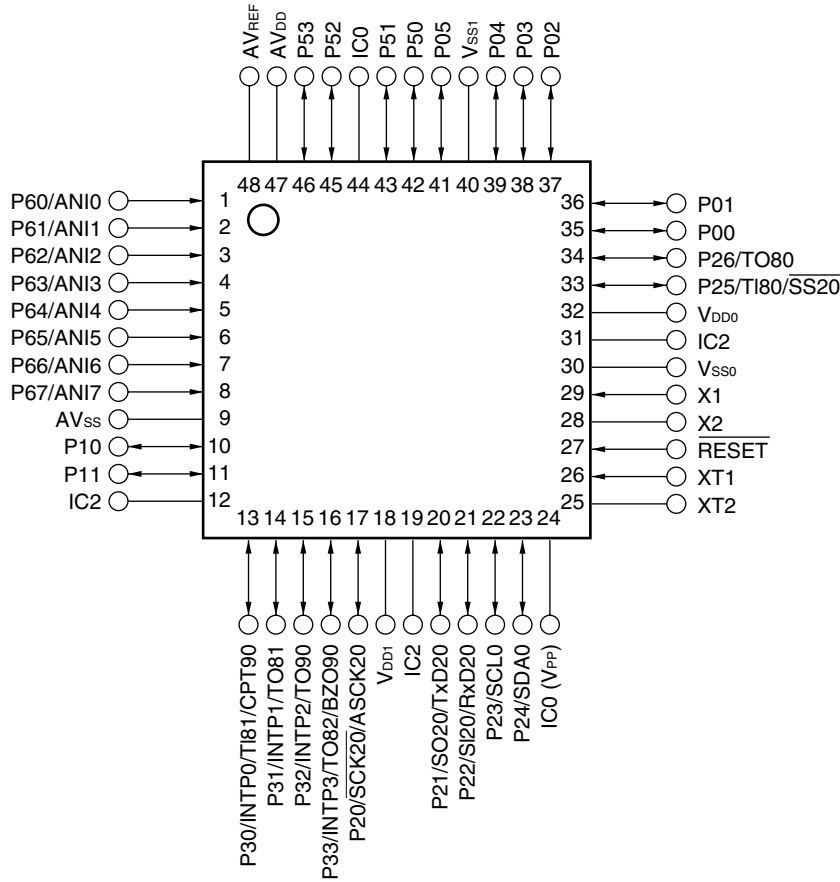 AVREF
AVDD
P53
P52
IC0
P51
P50
P05
VSS1
P04
P03
P02
48 47 46 45 44 43 42 41 40 39 38 37
P60/ANI0 1
P61/ANI1 2
P62/ANI2 3
P63/ANI3 4
P64/ANI4 5
P65/ANI5 6
P66/ANI6 7
P67/ANI7 8
AVSS 9
P10 10
P11 11
IC2 12
36 P01
35 P00
34 P26/TO80
33 P25/TI80/S̅S̅2̅0̅
32 VDD0
31 IC2
30 VSS0
29 X1
28 X2
27 R̅E̅S̅E̅T̅
26 XT1
25 XT2
13 14 15 16 17 18 19 20 21 22 23 24
P30/INTP0/TI81/CPT90
P31/INTP1/TO81
P32/INTP2/TO90
P33/INTP3/TO82/BZO90
P20/S̅C̅K̅2̅0̅/ASCK20
VDD1
IC2
P21/SO20/TxD20
P22/SI20/RxD20
P23/SCL0
P24/SDA0
IC0 (VPP)